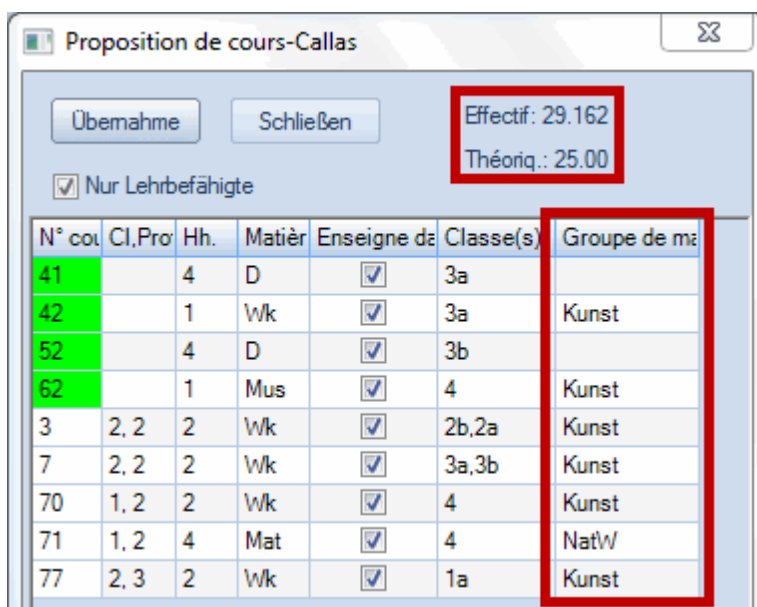 Proposition de cours-Callas
Übernahme Schließen Effectif: 29.162
Théoriq.: 25.00
Nur Lehrbefähigte
N° cou Cl,Pro Hh. Matièr Enseigne da Classe(s) Groupe de ma
41 4 D 3a
42 1 Wk 3a Kunst
52 4 D 3b
62 1 Mus 4 Kunst
3 2, 2 2 Wk 2b,2a Kunst
7 2, 2 2 Wk 3a,3b Kunst
70 1, 2 2 Wk 4 Kunst
71 1, 2 4 Mat 4 NatW
77 2, 3 2 Wk 1a Kunst